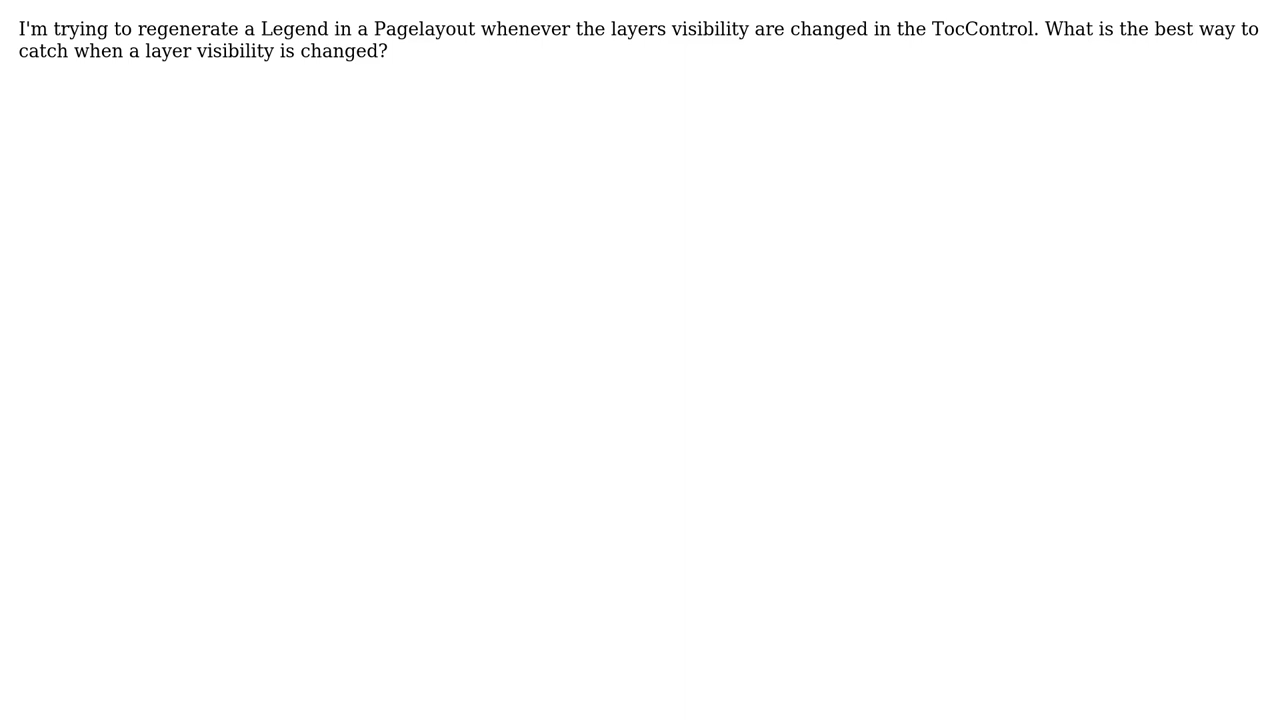 I'm trying to regenerate a Legend in a Pagelayout whenever the layers visibility are changed in the TocControl. What is the best way to
catch when a layer visibility is changed?